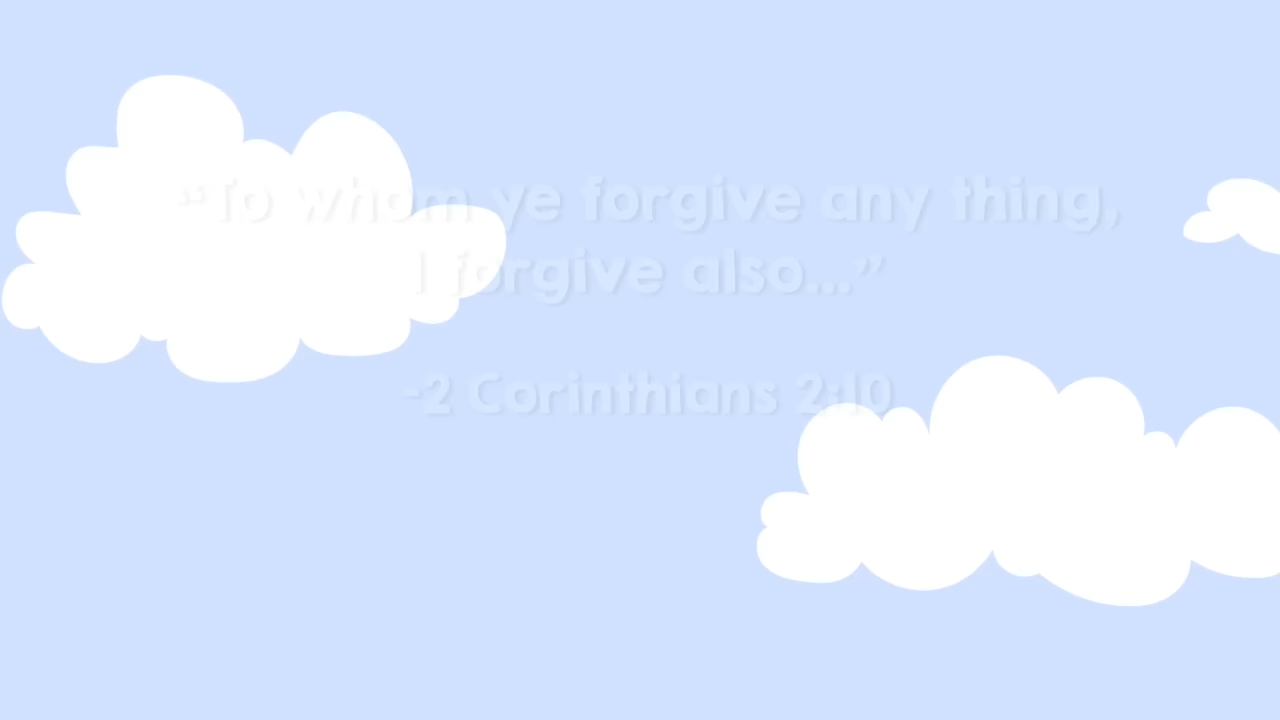 “To whom ye forgive any thing,
I forgive also...”
-2 Corinthians 2:10